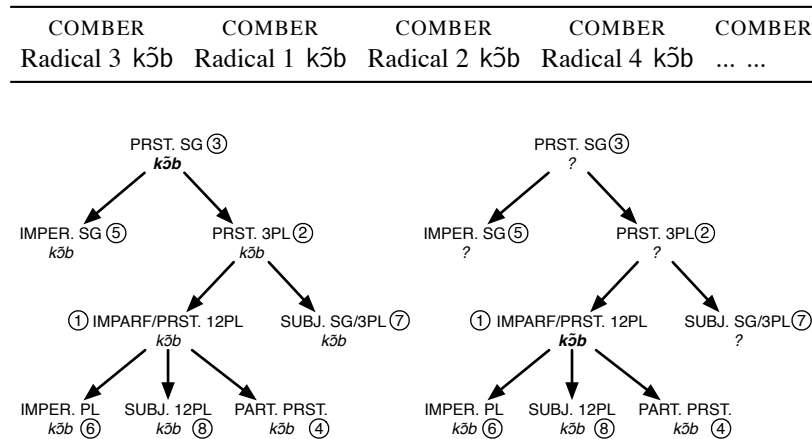 COMBER COMBER COMBER COMBER COMBER
Radical 3 kɔ̃b Radical 1 kɔ̃b Radical 2 kɔ̃b Radical 4 kɔ̃b ... ...
PRST. SG ③ PRST. SG ③
kɔ̃b ?
IMPER. SG ⑤ PRST. 3PL ② IMPER. SG ⑤ PRST. 3PL ②
kɔ̃b kɔ̃b ? ?
① IMPARF/PRST. 12PL SUBJ. SG/3PL ⑦ ① IMPARF/PRST. 12PL SUBJ. SG/3PL ⑦
kɔ̃b kɔ̃b kɔ̃b ?
IMPER. PL SUBJ. 12PL PART. PRST. IMPER. PL SUBJ. 12PL PART. PRST.
kɔ̃b ⑥ kɔ̃b ⑧ kɔ̃b ④ kɔ̃b ⑥ kɔ̃b ⑧ kɔ̃b ④